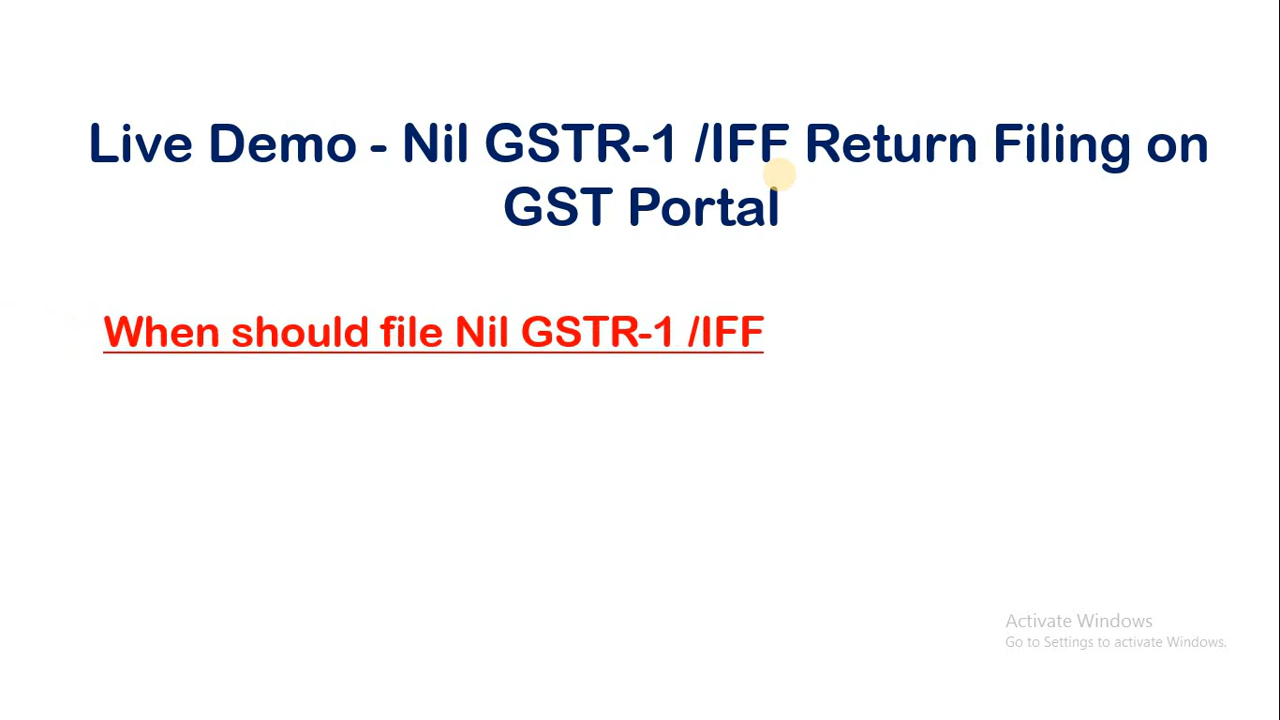 Live Demo - Nil GSTR-1 /IFF Return Filing on
GST Portal
When should file Nil GSTR-1 /IFF
Activate Windows
Go to Settings to activate Windows.